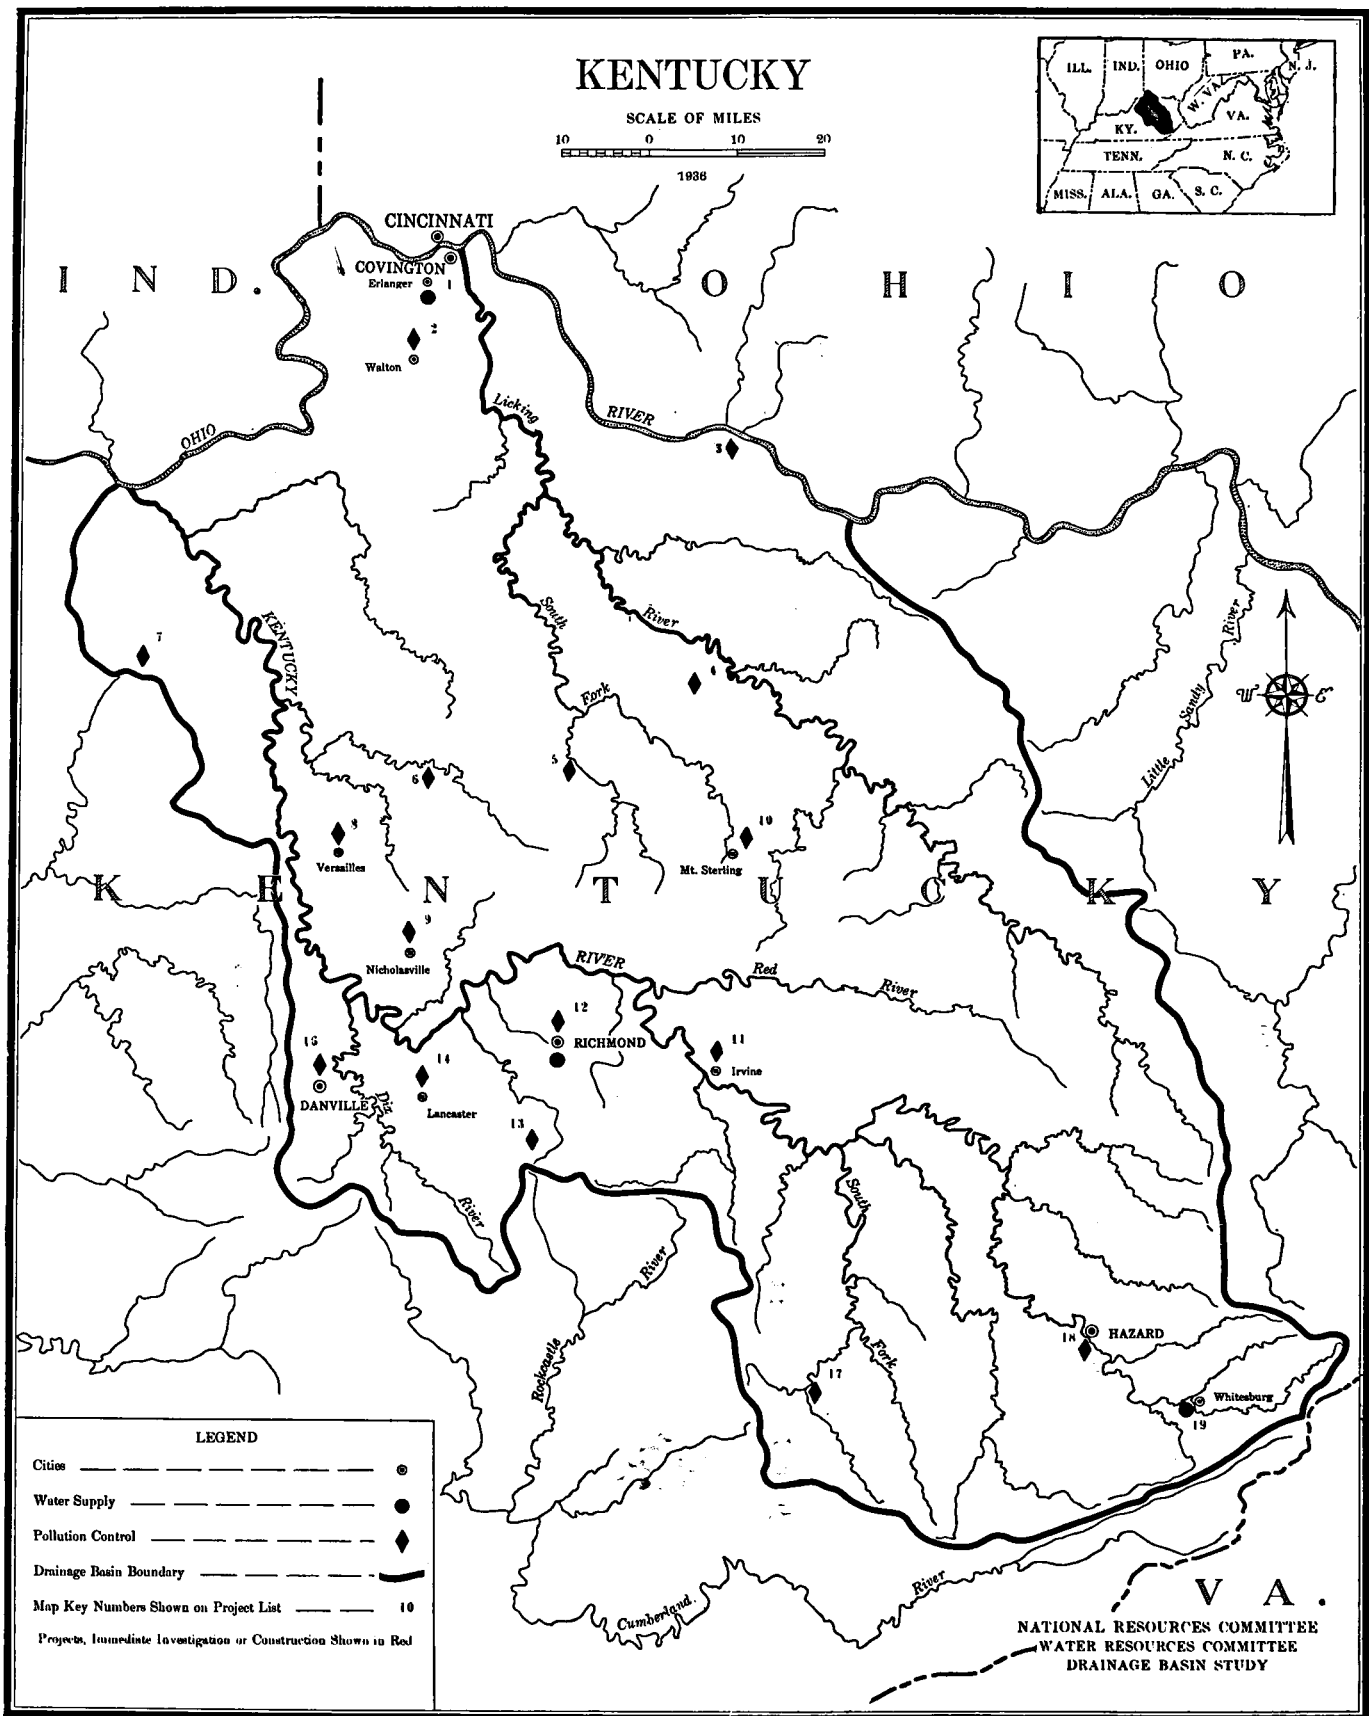 KENTUCKY
SCALE OF MILES
10 0 10 20
1936
ILL. IND. OHIO PA. N. J.
W. VA. VA.
KY.
TENN. N. C.
MISS. ALA. GA. S. C.
CINCINNATI
COVINGTON
Erlanger 1
IND. OHIO
2
Walton
Licking
RIVER
OHIO
3
South
River
River
KENTUCKY
7
4
Fork
Sandy
W E
Little
5
6
8
10
Versailles
Mt. Sterling
KENTUCKY
9
Nicholasville
RIVER
Red
River
12
RICHMOND
11
Irvine
15
14
DANVILLE
Dix
Lancaster
13
South
River
River
HAZARD
18
Rockcastle
Fork
17
Whitesburg
19
LEGEND
Cities
Water Supply
Pollution Control
Drainage Basin Boundary
Map Key Numbers Shown on Project List 10
Projects, Immediate Investigation or Construction Shown in Red
River
Cumberland.
VA.
NATIONAL RESOURCES COMMITTEE
WATER RESOURCES COMMITTEE
DRAINAGE BASIN STUDY